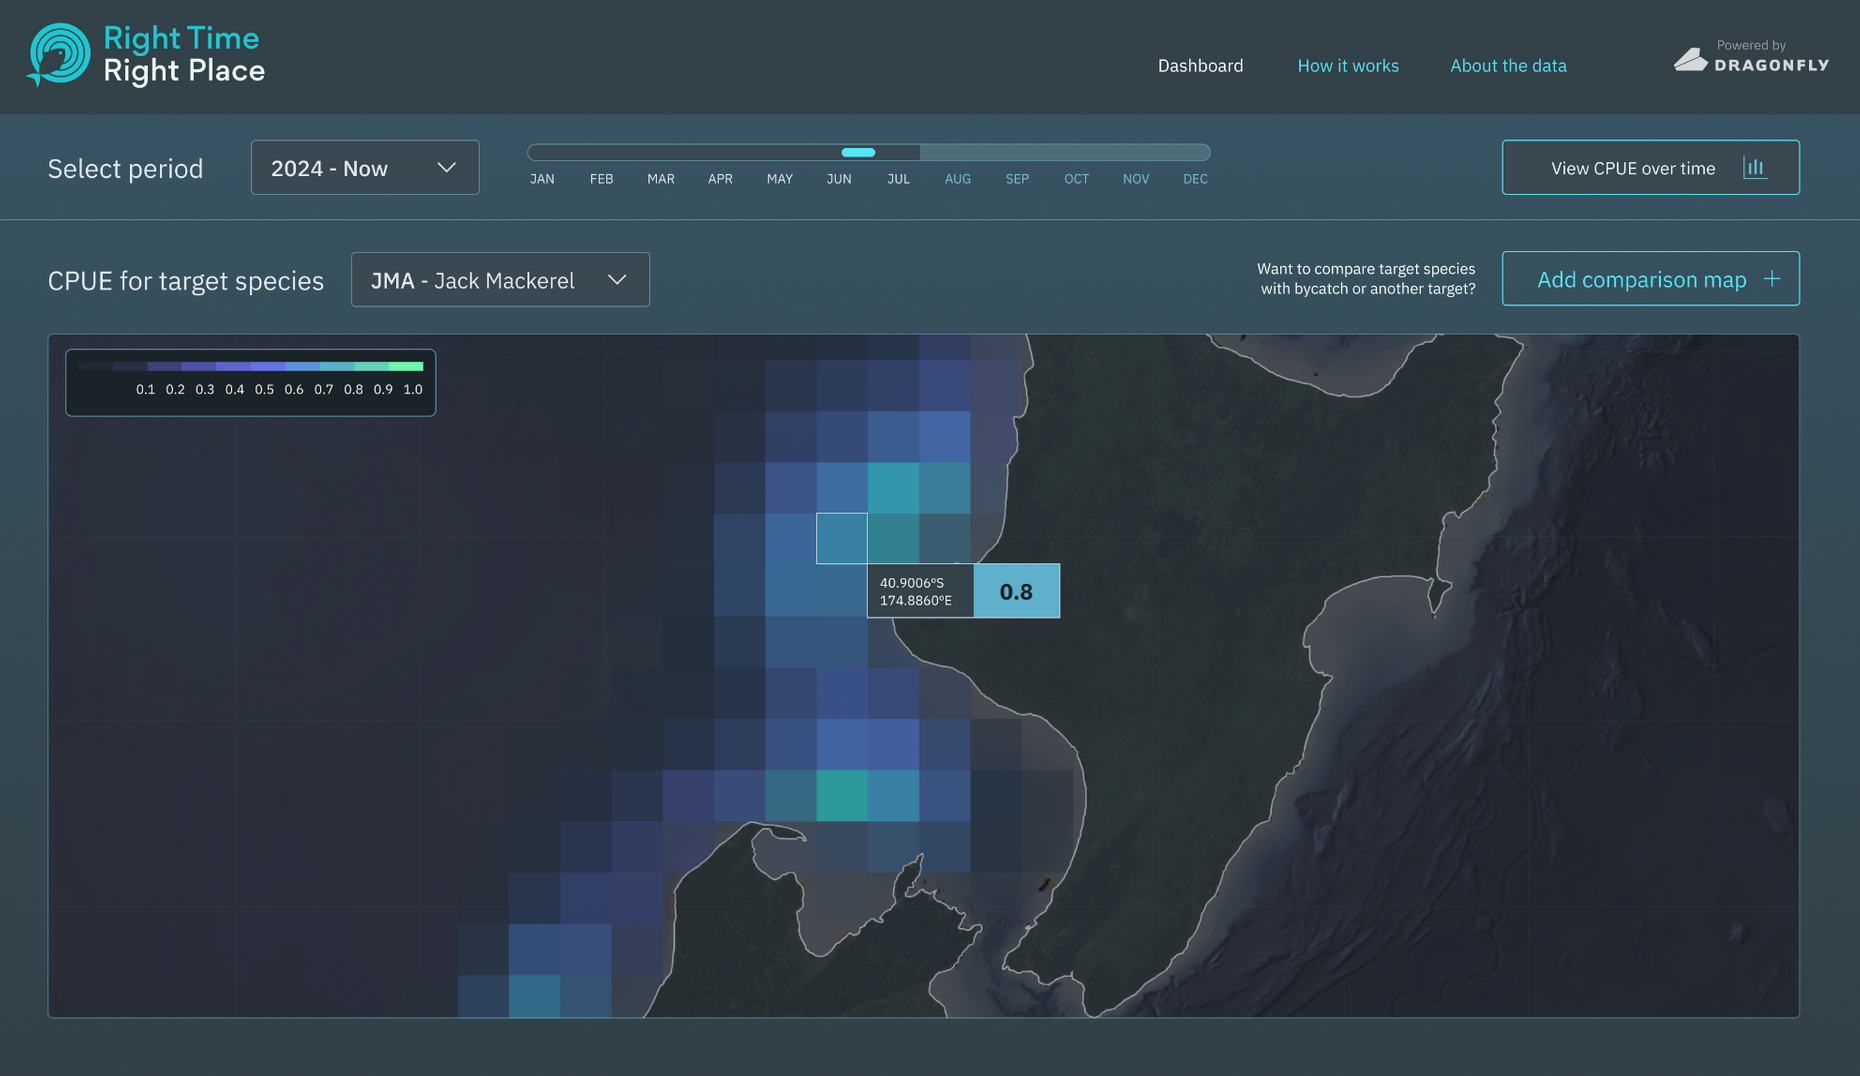 Right Time
Right Place
Dashboard
How it works
About the data
Powered by
DRAGONFLY
Select period
2024 - Now
JAN FEB MAR APR MAY JUN JUL AUG SEP OCT NOV DEC
View CPUE over time
CPUE for target species
JMA - Jack Mackerel
Want to compare target species
with bycatch or another target?
Add comparison map +
0.1 0.2 0.3 0.4 0.5 0.6 0.7 0.8 0.9 1.0
40.9006ºS
174.8860ºE
0.8